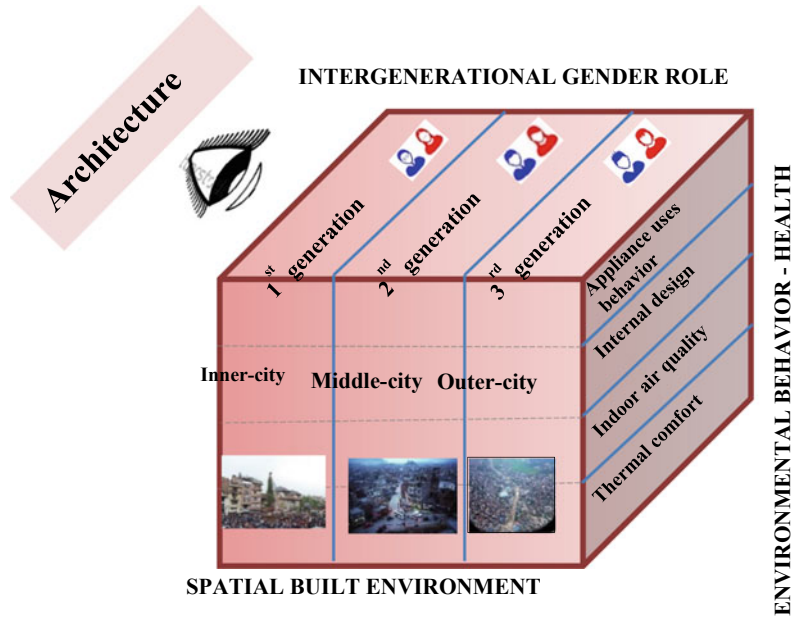 Architecture
INTERGENERATIONAL GENDER ROLE
1st generation
2nd generation
3rd generation
Appliance uses
behavior
Internal design
Indoor air quality
Thermal comfort
Inner-city
Middle-city
Outer-city
SPATIAL BUILT ENVIRONMENT
ENVIRONMENTAL BEHAVIOR - HEALTH